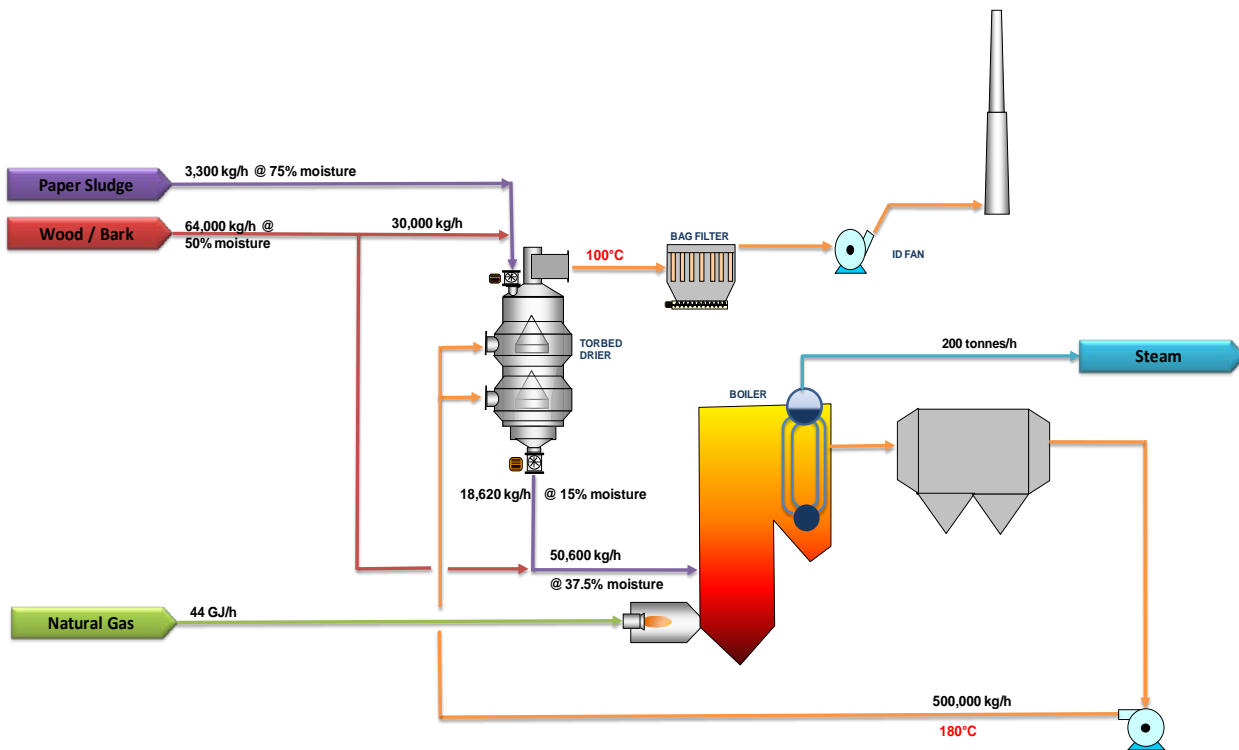 3,300 kg/h @ 75% moisture
Paper Sludge
64,000 kg/h @
50% moisture
30,000 kg/h
Wood / Bark
BAG FILTER
100°C
ID FAN
TORBED
DRIER
200 tonnes/h
Steam
BOILER
18,620 kg/h @ 15% moisture
50,600 kg/h
@ 37.5% moisture
44 GJ/h
Natural Gas
500,000 kg/h
180°C